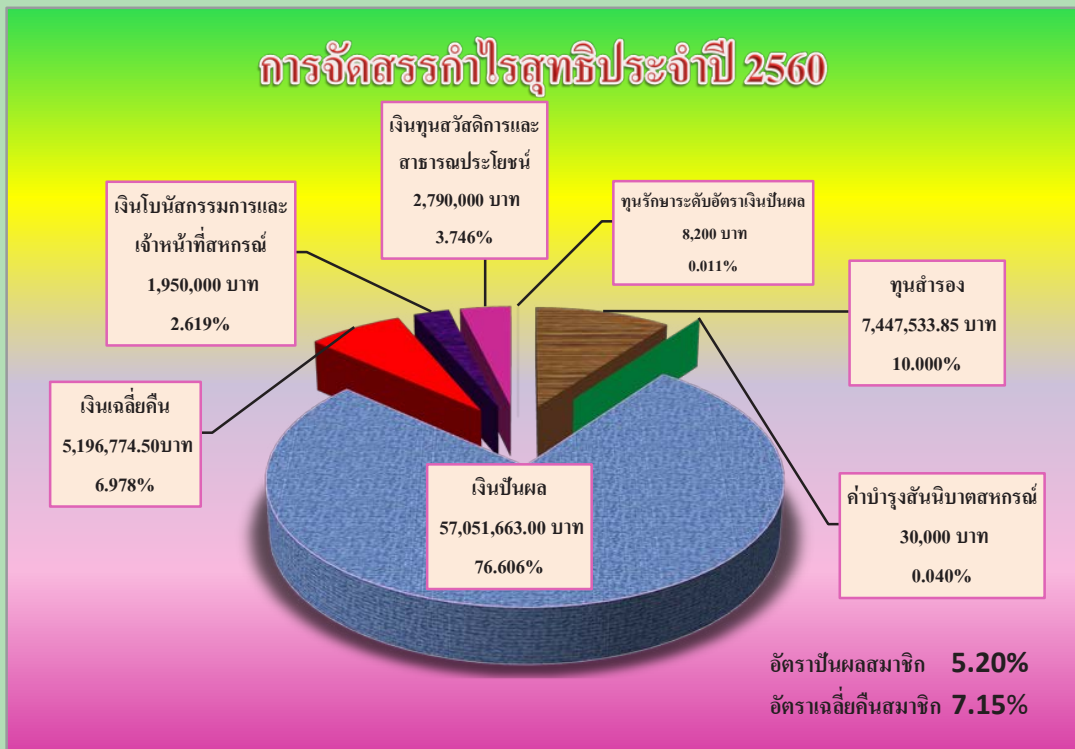 การจัดสรรกำไรสุทธิประจำปี 2560
เงินทุนสวัสดิการและ
สาธารณประโยชน์
2,790,000 บาท
3.746%
ทุนรักษาระดับอัตราเงินปันผล
8,200 บาท
0.011%
เงินโบนัสกรรมการและ
เจ้าหน้าที่สหกรณ์
1,950,000 บาท
2.619%
ทุนสำรอง
7,447,533.85 บาท
10.000%
เงินเฉลี่ยคืน
5,196,774.50บาท
6.978%
เงินปันผล
57,051,663.00 บาท
76.606%
ค่าบำรุงสันนิบาตสหกรณ์
30,000 บาท
0.040%
อัตราปันผลสมาชิก 5.20%
อัตราเฉลี่ยคืนสมาชิก 7.15%